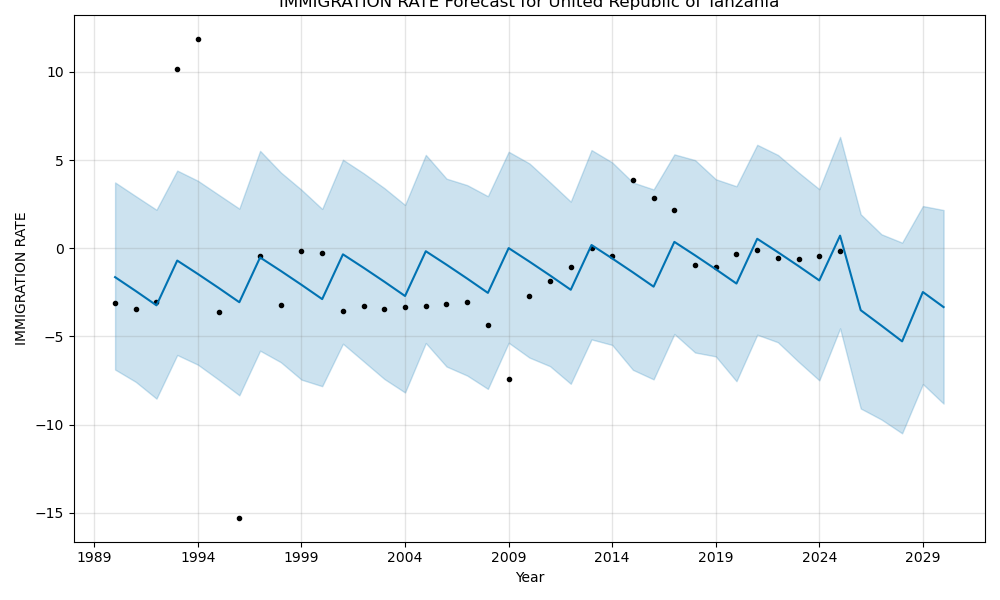 IMMIGRATION RATE Forecast for United Republic of Tanzania
10
5
0
−5
−10
−15
IMMIGRATION RATE
1989 1994 1999 2004 2009 2014 2019 2024 2029
Year